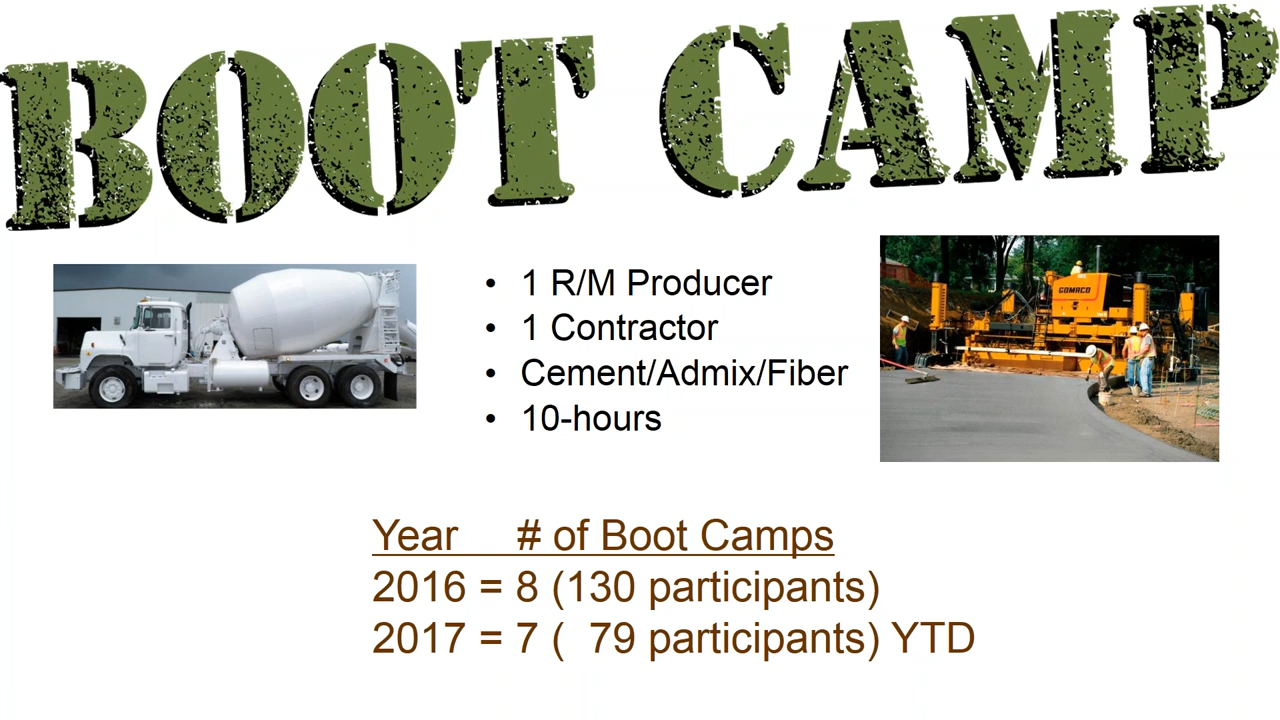 BOOT CAMP
• 1 R/M Producer
• 1 Contractor
• Cement/Admix/Fiber
• 10-hours
GOMACO
Year # of Boot Camps
2016 = 8 (130 participants)
2017 = 7 ( 79 participants) YTD